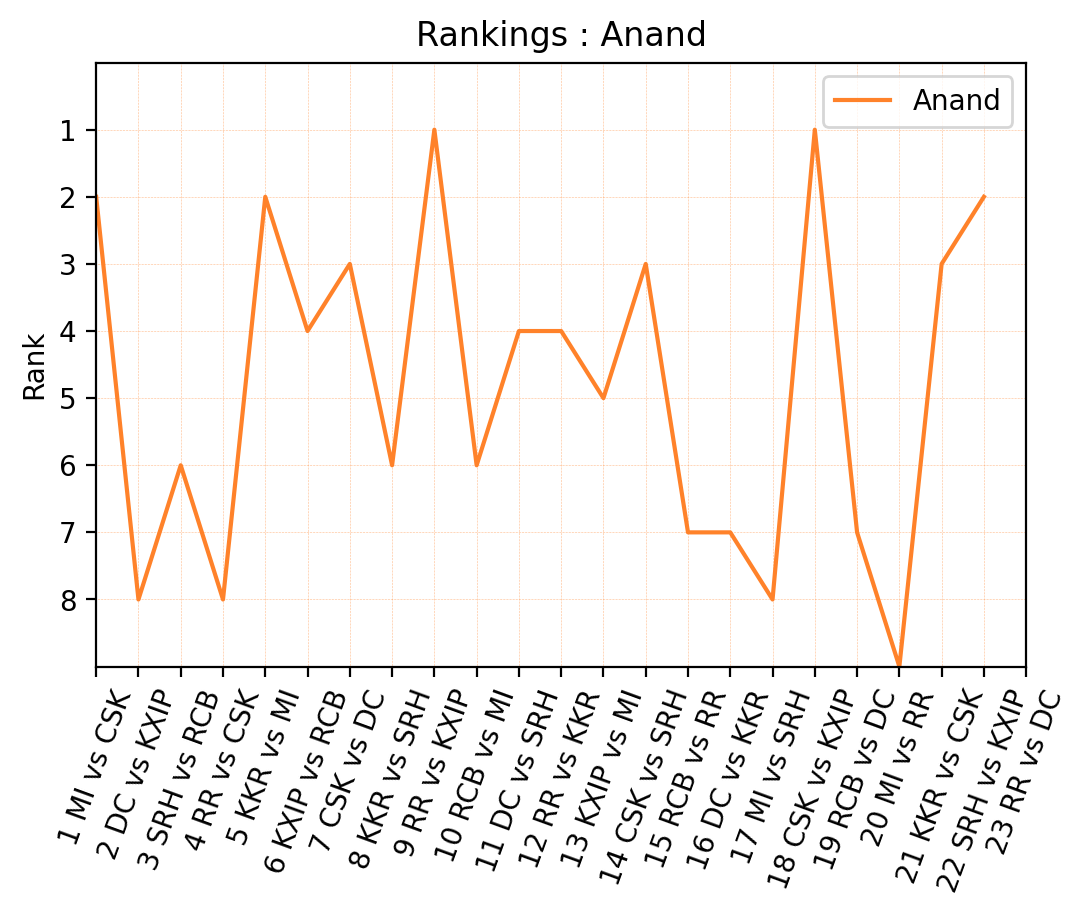 Rankings : Anand
Anand
Rank
1
2
3
4
5
6
7
8
1 MI vs CSK
2 DC vs KXIP
3 SRH vs RCB
4 RR vs CSK
5 KKR vs MI
6 KXIP vs RCB
7 CSK vs DC
8 KKR vs SRH
9 RR vs KXIP
10 RCB vs MI
11 DC vs SRH
12 RR vs KKR
13 KXIP vs MI
14 CSK vs SRH
15 RCB vs RR
16 DC vs KKR
17 MI vs SRH
18 CSK vs KXIP
19 RCB vs DC
20 MI vs RR
21 KKR vs CSK
22 SRH vs KXIP
23 RR vs DC